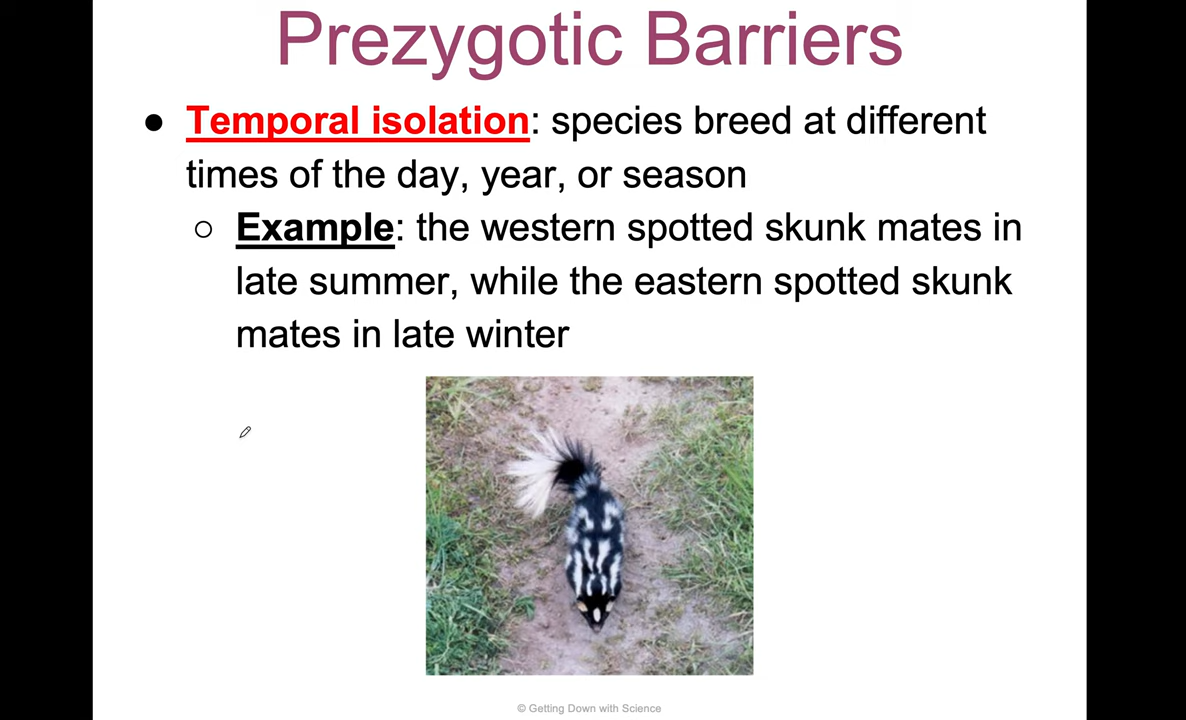 Prezygotic Barriers
● Temporal isolation: species breed at different
times of the day, year, or season
○ Example: the western spotted skunk mates in
late summer, while the eastern spotted skunk
mates in late winter
© Getting Down with Science